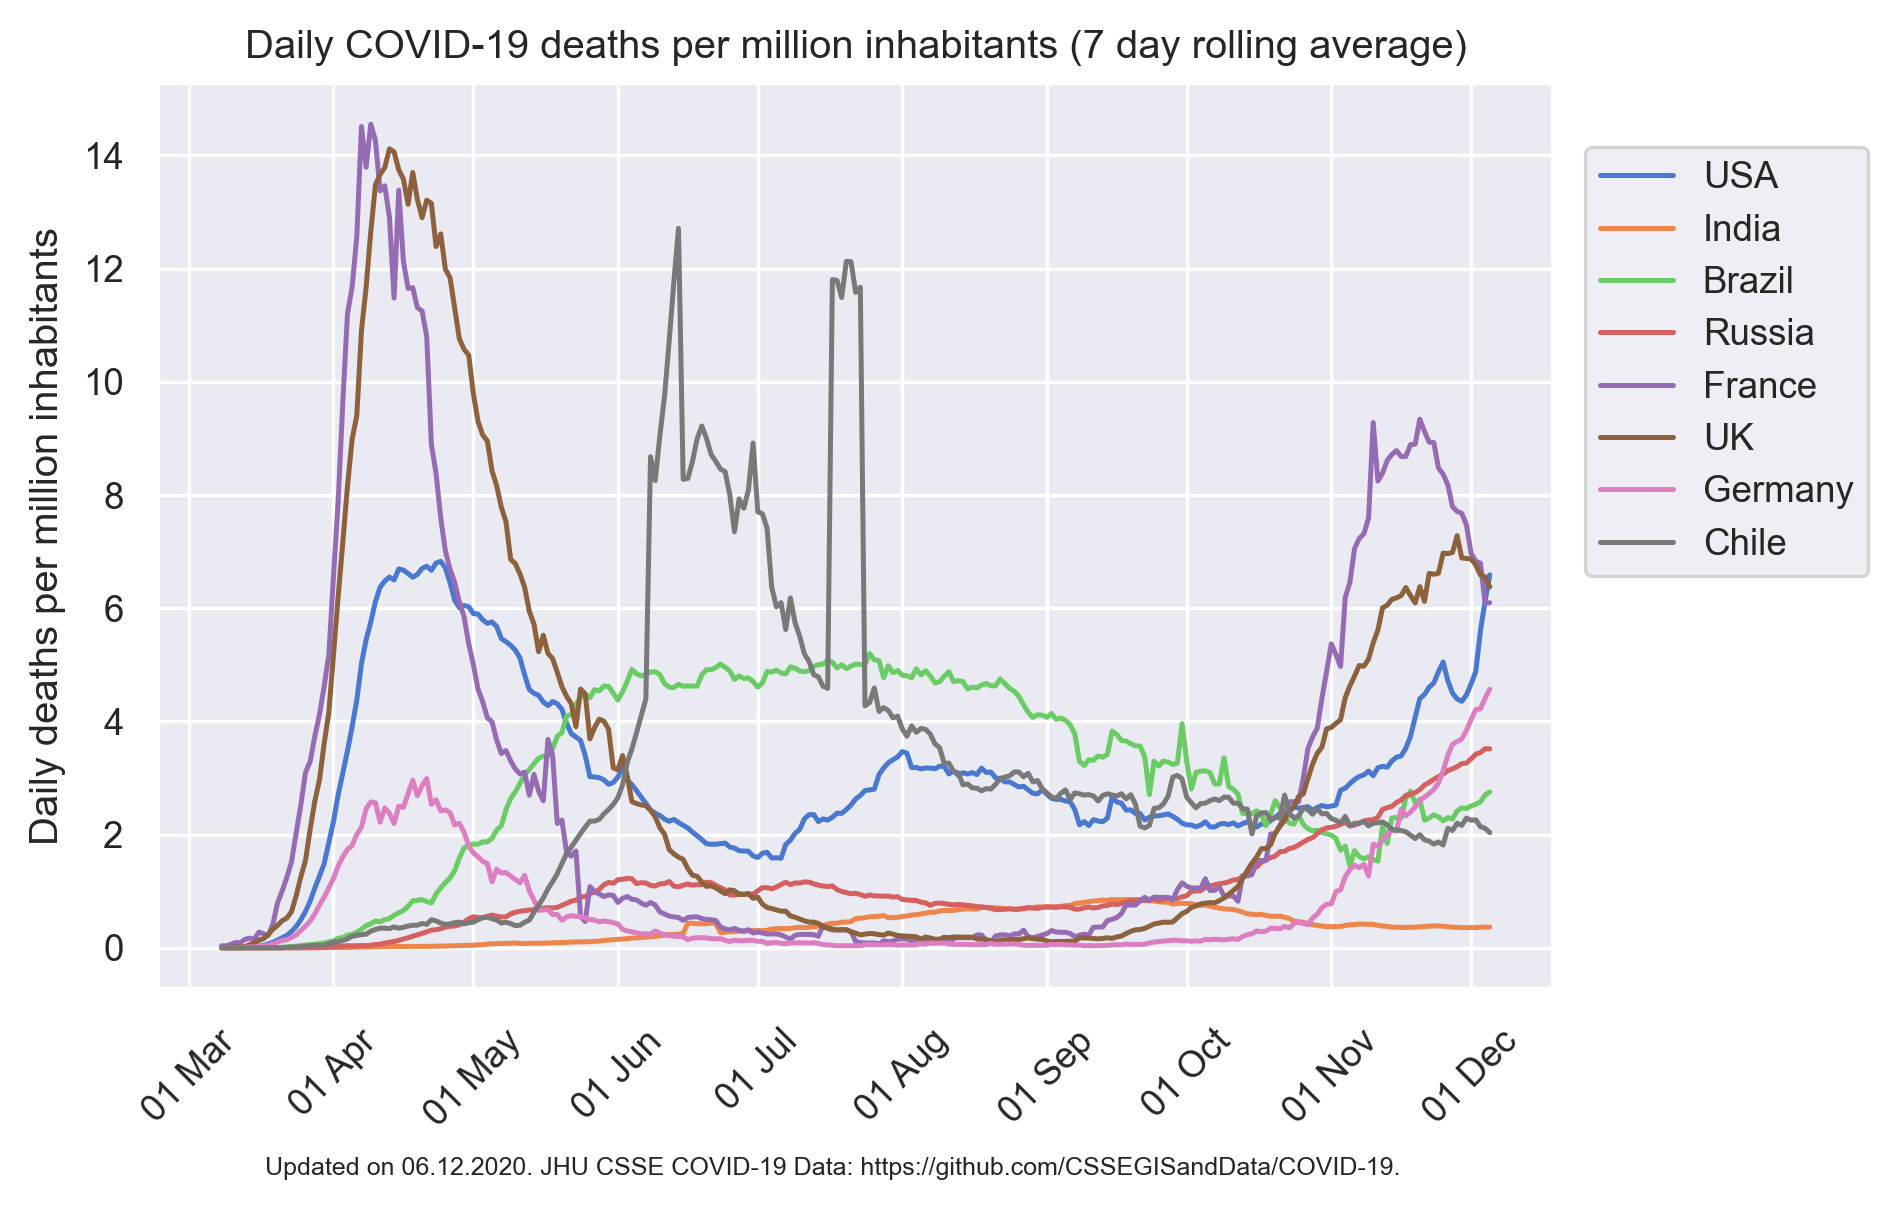 Daily COVID-19 deaths per million inhabitants (7 day rolling average)
Daily deaths per million inhabitants
14
12
10
8
6
4
2
0
01 Mar
01 Apr
01 May
01 Jun
01 Jul
01 Aug
01 Sep
01 Oct
01 Nov
01 Dec
USA
India
Brazil
Russia
France
UK
Germany
Chile
Updated on 06.12.2020. JHU CSSE COVID-19 Data: https://github.com/CSSEGISandData/COVID-19.